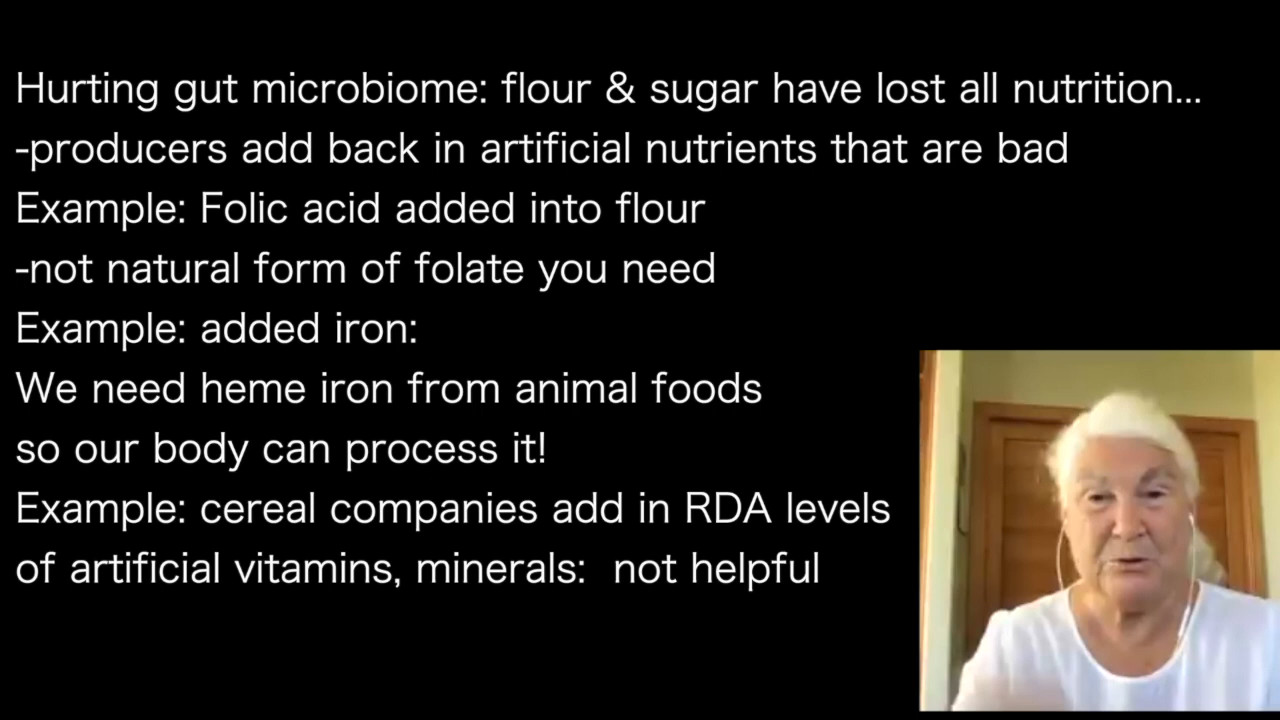 Hurting gut microbiome: flour & sugar have lost all nutrition...
-producers add back in artificial nutrients that are bad
Example: Folic acid added into flour
-not natural form of folate you need
Example: added iron:
We need heme iron from animal foods
so our body can process it!
Example: cereal companies add in RDA levels
of artificial vitamins, minerals:  not helpful